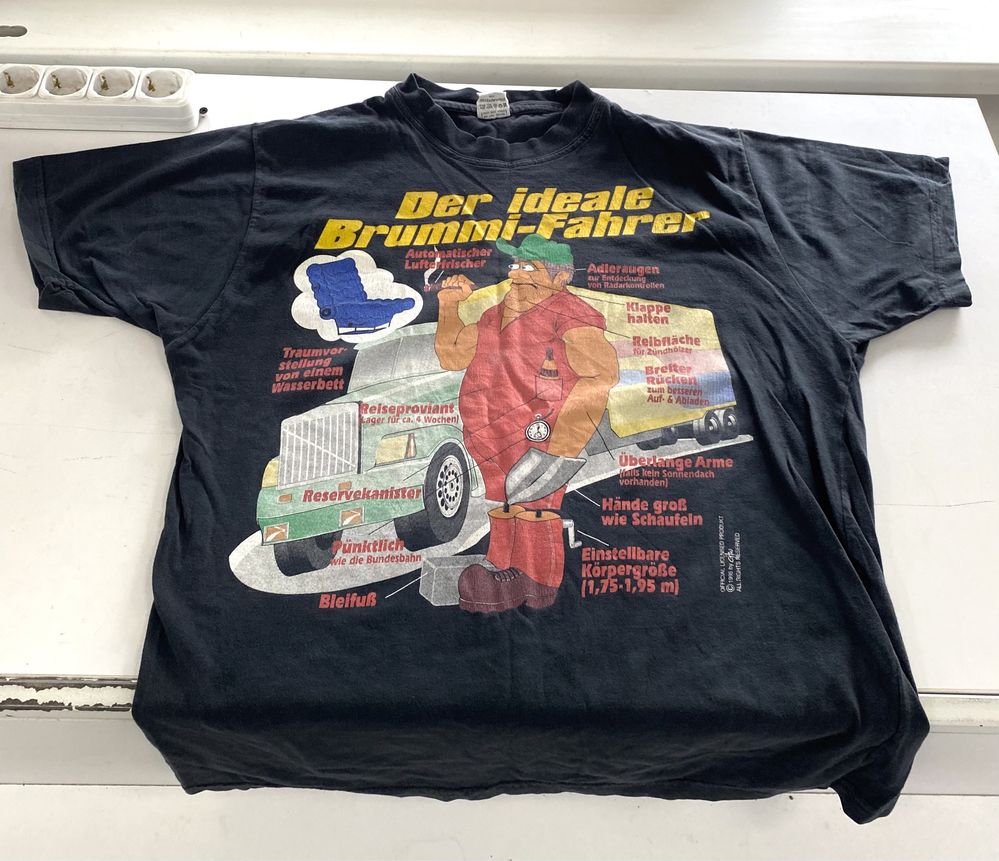 Der ideale
Brummi-Fahrer
Automatischer
Lufterfrischer
Adleraugen
zur Entdeckung
von Radarkontrollen
Klappe
halten
Reibfläche
für Zündhölzer
Breiter
Rücken
zum besseren
Auf- & Abladen
Traumvor-
stellung
von einem
Wasserbett
Reiseproviant
(Lager für ca. 4 Wochen)
Überlange Arme
(falls kein Sonnendach
vorhanden)
Reservekanister
Hände groß
wie Schaufeln
Pünktlich
wie die Bundesbahn
Einstellbare
Körpergröße
(1,75-1,95 m)
Bleifuß
OFFICIAL LICENSED PRODUKT
© 1996 by
ALL RIGHTS RESERVED